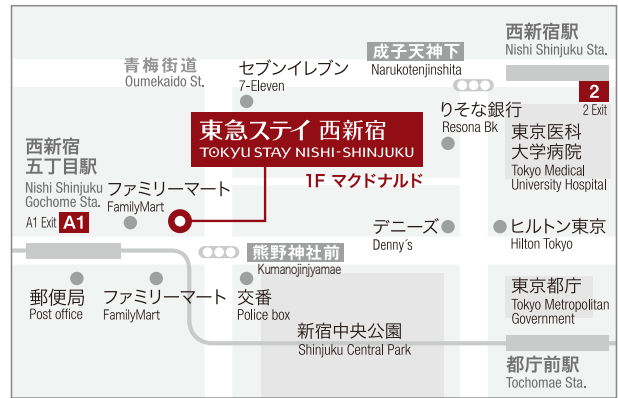 西新宿駅
Nishi Shinjuku Sta.
2
2 Exit
成子天神下
Narukotenjinshita
青梅街道
Oumekaido St.
セブンイレブン
7-Eleven
りそな銀行
Resona Bk
東京医科
大学病院
Tokyo Medical
University Hospital
東急ステイ 西新宿
TOKYU STAY NISHI-SHINJUKU
1F マクドナルド
西新宿
五丁目駅
Nishi Shinjuku
Gochome Sta.
A1 Exit A1
ファミリーマート
FamilyMart
デニーズ
Denny´s
ヒルトン東京
Hilton Tokyo
熊野神社前
Kumanojinjyamae
郵便局
Post office
ファミリーマート
FamilyMart
交番
Police box
東京都庁
Tokyo Metropolitan
Government
新宿中央公園
Shinjuku Central Park
都庁前駅
Tochomae Sta.